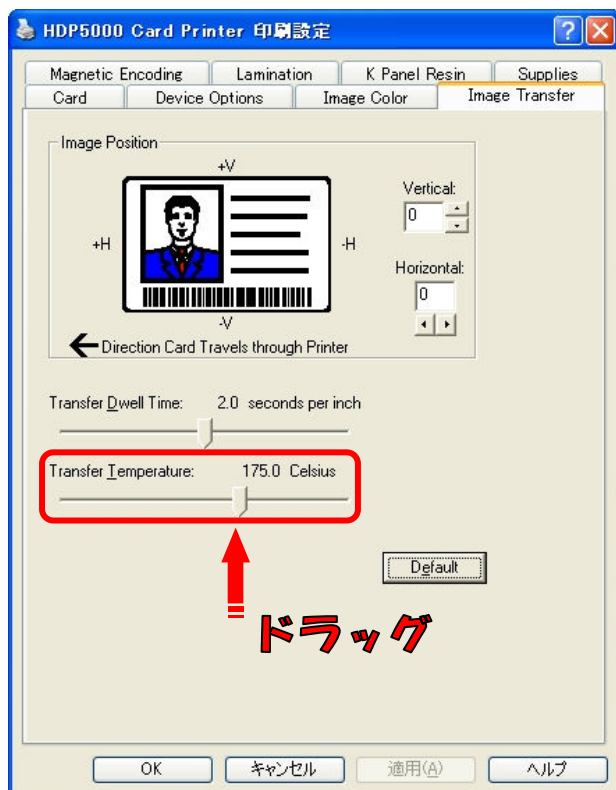 HDP5000 Card Printer 印刷設定
Magnetic Encoding Lamination K Panel Resin Supplies
Card Device Options Image Color Image Transfer
Image Position
+V
Vertical:
0
+H
-H
Horizontal:
0
-V
Direction Card Travels through Printer
Transfer Dwell Time: 2.0 seconds per inch
Transfer Temperature: 175.0 Celsius
Default
ドラッグ
OK キャンセル 適用(A) ヘルプ